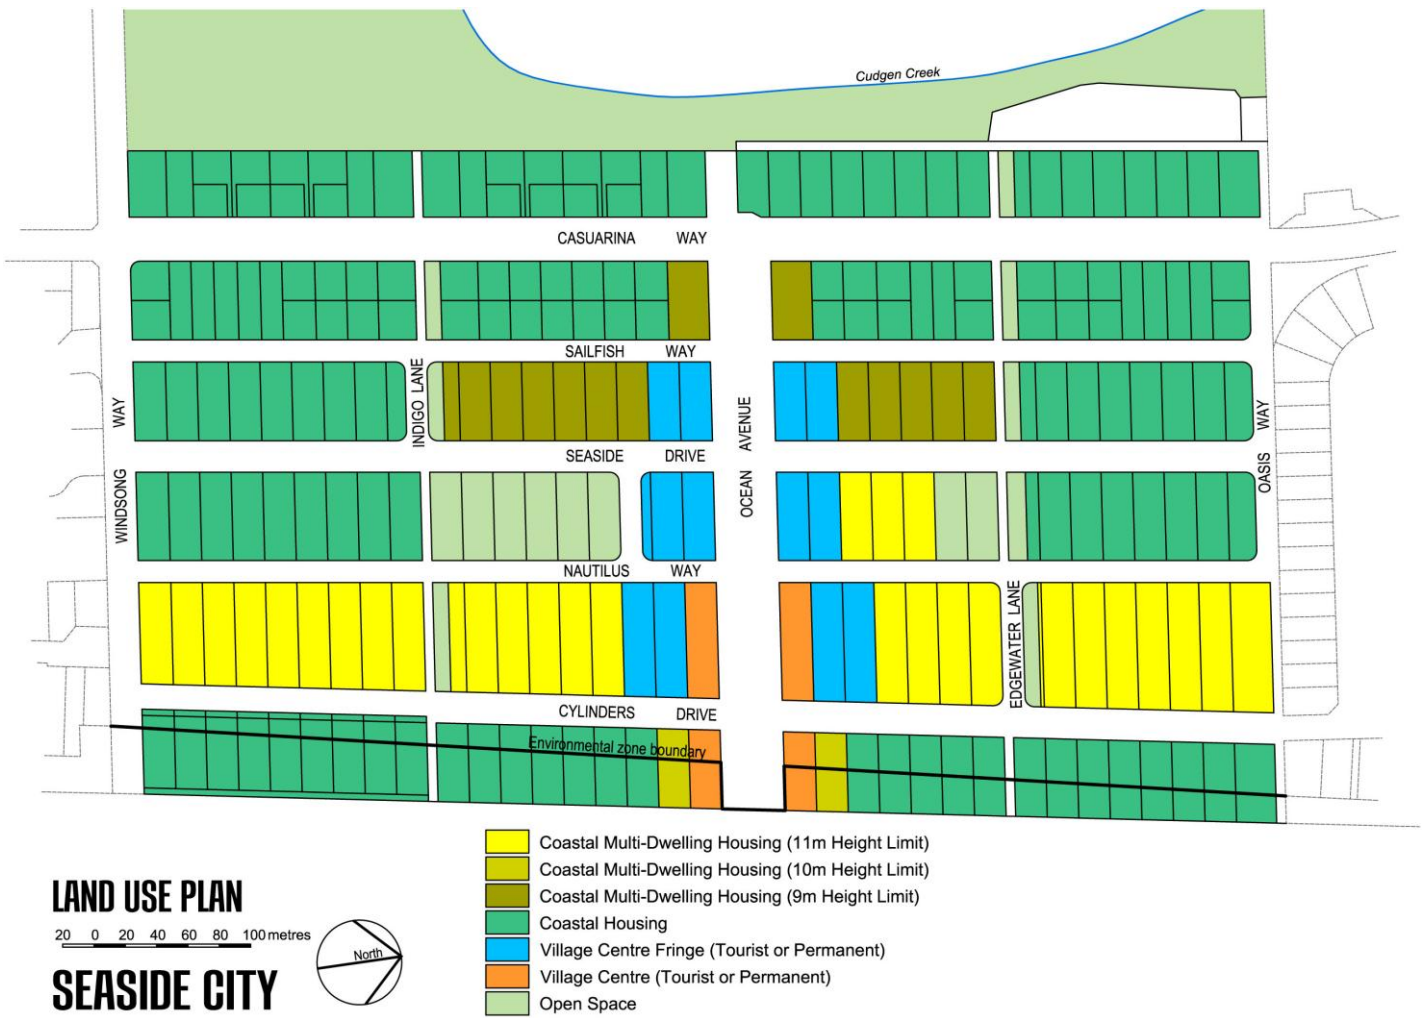 Cudgen Creek
CASUARINA WAY
SAILFISH WAY
INDIGO LANE
WINDSONG WAY
OCEAN AVENUE
OASIS WAY
SEASIDE DRIVE
NAUTILUS WAY
EDGEWATER LANE
CYLINDERS DRIVE
Environmental zone boundary
Coastal Multi-Dwelling Housing (11m Height Limit)
Coastal Multi-Dwelling Housing (10m Height Limit)
Coastal Multi-Dwelling Housing (9m Height Limit)
Coastal Housing
Village Centre Fringe (Tourist or Permanent)
Village Centre (Tourist or Permanent)
Open Space
LAND USE PLAN
20 0 20 40 60 80 100 metres
North
SEASIDE CITY